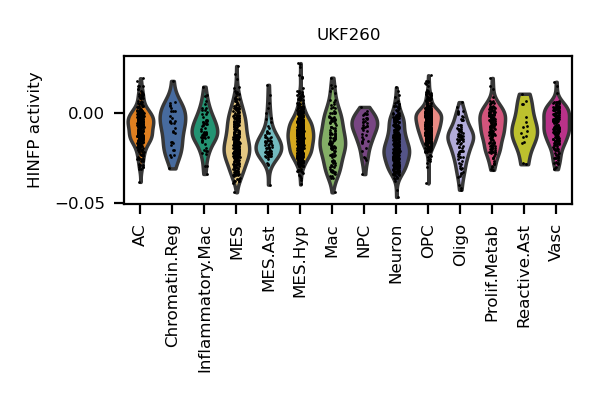 UKF260
HINFP activity
0.00
−0.05
AC
Chromatin.Reg
Inflammatory.Mac
MES
MES.Ast
MES.Hyp
Mac
NPC
Neuron
OPC
Oligo
Prolif.Metab
Reactive.Ast
Vasc